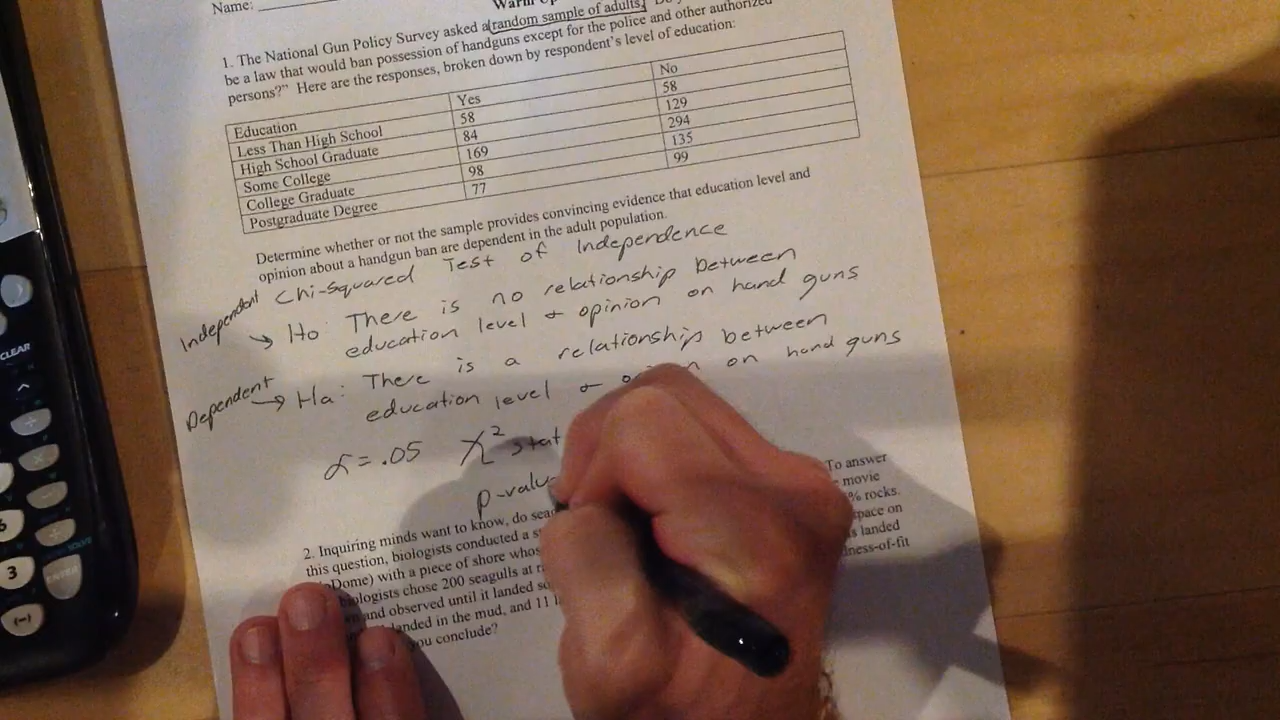 Name:
Warm
1. The National Gun Policy Survey asked a random sample of adults,
be a law that would ban possession of handguns except for the police and other authorized
persons?" Here are the responses, broken down by respondent's level of education:
Education Yes No
Less Than High School 58 58
High School Graduate 84 129
Some College 169 294
College Graduate 98 135
Postgraduate Degree 77 99
Determine whether or not the sample provides convincing evidence that education level and
opinion about a handgun ban are dependent in the adult population.
Chi-Squared Test of Independence
Independent → Ho: There is no relationship between
education level + opinion on hand guns
Dependent → Ha: There is a relationship between
education level + on hand guns
α = .05 χ² stat
p-valu
2. Inquiring minds want to know, do To answer
this question, biologists conducted a movie
Dome) with a piece of shore % rocks.
biologists chose 200 seagulls at
and observed until it landed landed
landed in the mud, and 11 ness-of-fit
you conclude?
CLEAR
ENTER
3
(-)